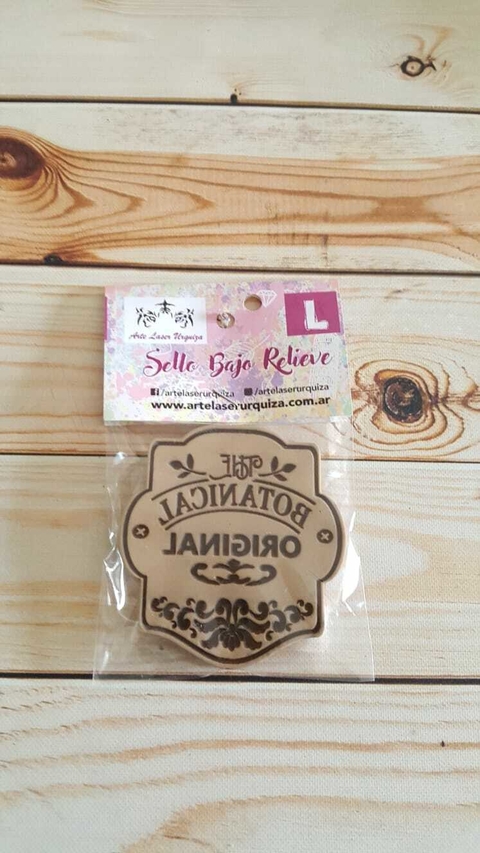 L
Arte Laser Urquiza
Sello Bajo Relieve
/artelaserurquiza /artelaserurquiza
www.artelaserurquiza.com.ar
THE
BOTANICAL
ORIGINAL